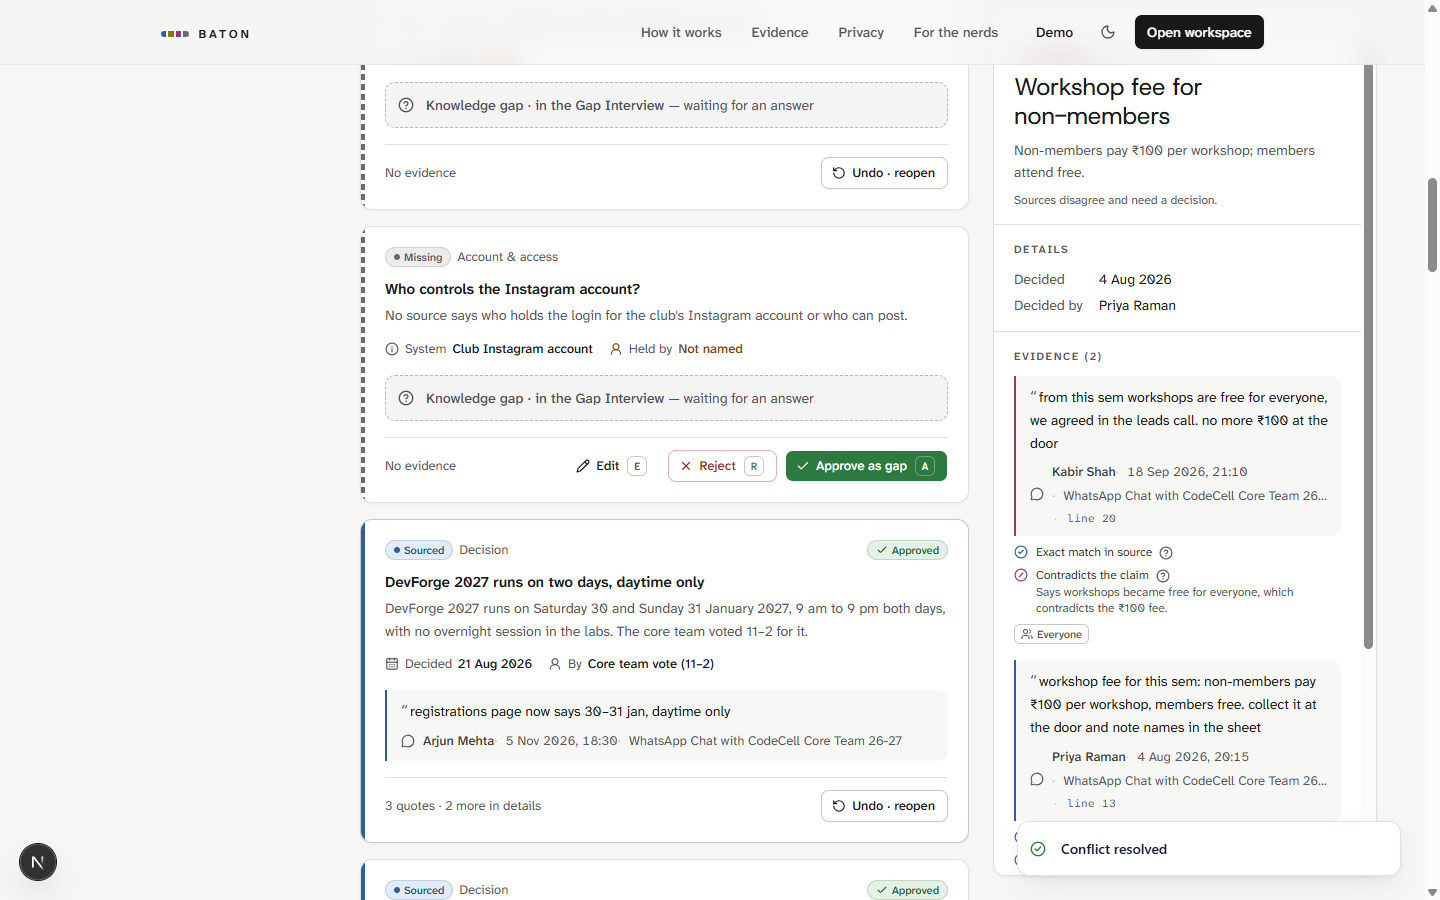 BATON
How it works
Evidence
Privacy
For the nerds
Demo
Open workspace
Knowledge gap · in the Gap Interview — waiting for an answer
No evidence
Undo · reopen
Missing
Account & access
Who controls the Instagram account?
No source says who holds the login for the club's Instagram account or who can post.
System Club Instagram account
Held by Not named
Knowledge gap · in the Gap Interview — waiting for an answer
No evidence
Edit E
Reject R
Approve as gap A
Sourced
Decision
Approved
DevForge 2027 runs on two days, daytime only
DevForge 2027 runs on Saturday 30 and Sunday 31 January 2027, 9 am to 9 pm both days,
with no overnight session in the labs. The core team voted 11–2 for it.
Decided 21 Aug 2026
By Core team vote (11–2)
“registrations page now says 30–31 jan, daytime only
Arjun Mehta · 5 Nov 2026, 18:30 · WhatsApp Chat with CodeCell Core Team 26-27
3 quotes · 2 more in details
Undo · reopen
Sourced
Decision
Approved
Workshop fee for
non-members
Non-members pay ₹100 per workshop; members
attend free.
Sources disagree and need a decision.
DETAILS
Decided 4 Aug 2026
Decided by Priya Raman
EVIDENCE (2)
“from this sem workshops are free for everyone,
we agreed in the leads call. no more ₹100 at the
door
Kabir Shah · 18 Sep 2026, 21:10
· WhatsApp Chat with CodeCell Core Team 26…
· line 20
Exact match in source
Contradicts the claim
Says workshops became free for everyone, which
contradicts the ₹100 fee.
Everyone
“workshop fee for this sem: non-members pay
₹100 per workshop, members free. collect it at
the door and note names in the sheet
Priya Raman · 4 Aug 2026, 20:15
· WhatsApp Chat with CodeCell Core Team 26…
· line 13
Conflict resolved
N